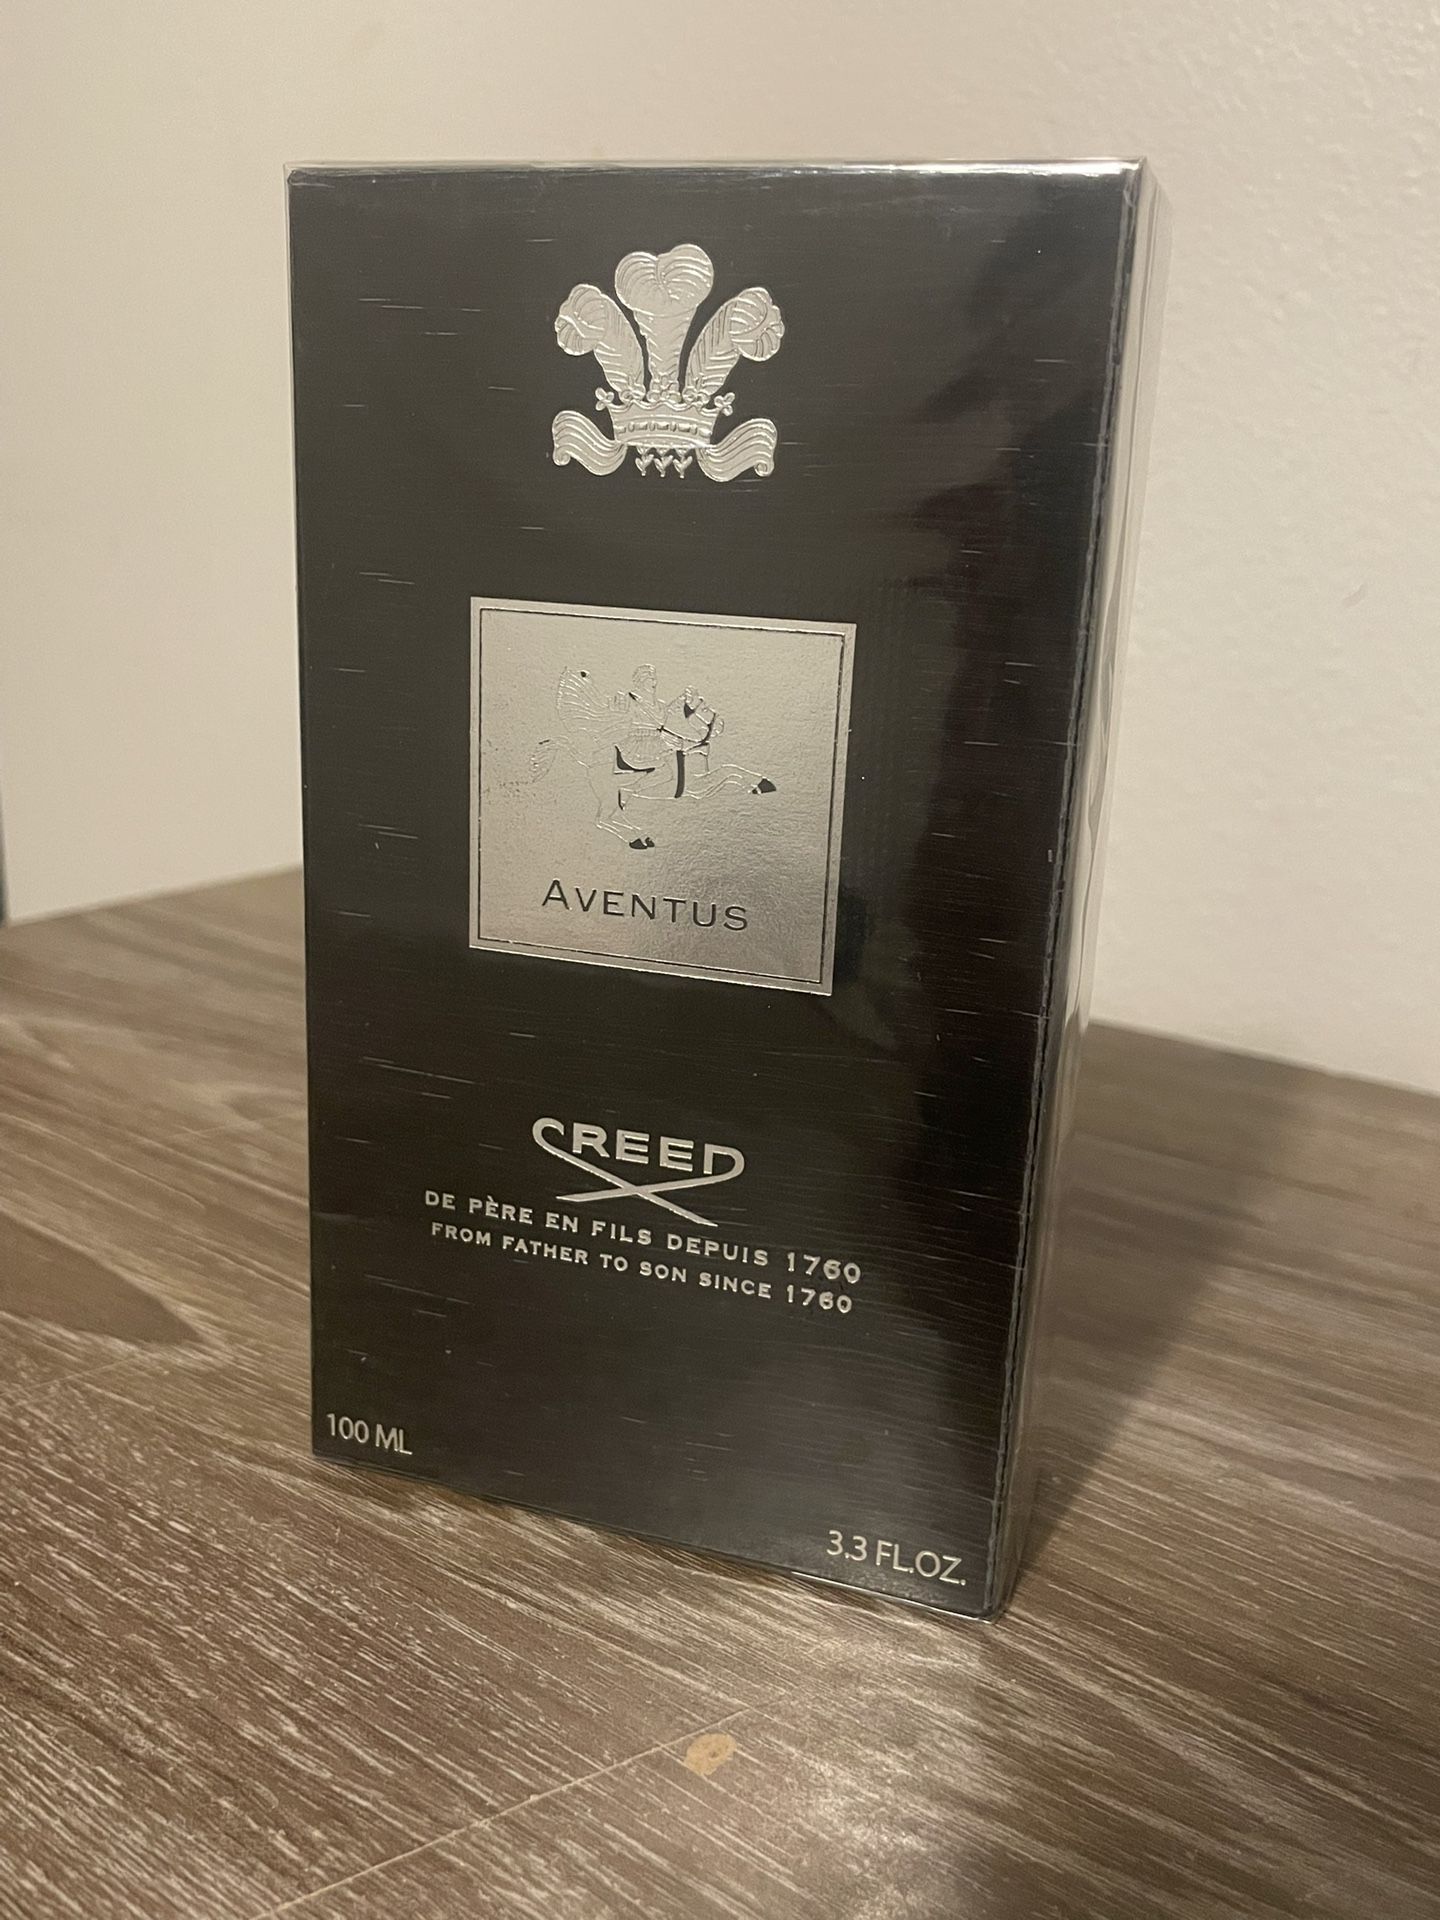 AVENTUS
CREED
DE PÈRE EN FILS DEPUIS 1760
FROM FATHER TO SON SINCE 1760
100 ML
3.3 FL.OZ.